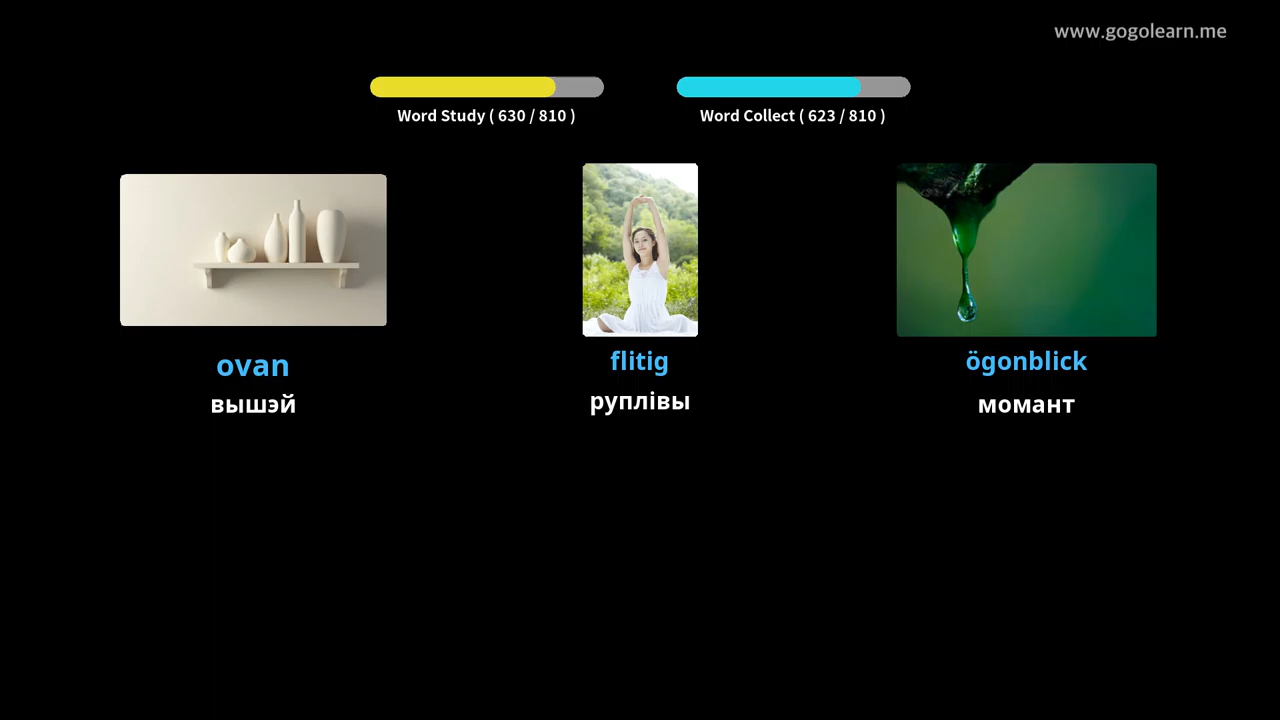 www.gogolearn.me
Word Study ( 630 / 810 )
Word Collect ( 623 / 810 )
ovan
вышэй
flitig
руплівы
ögonblick
момант